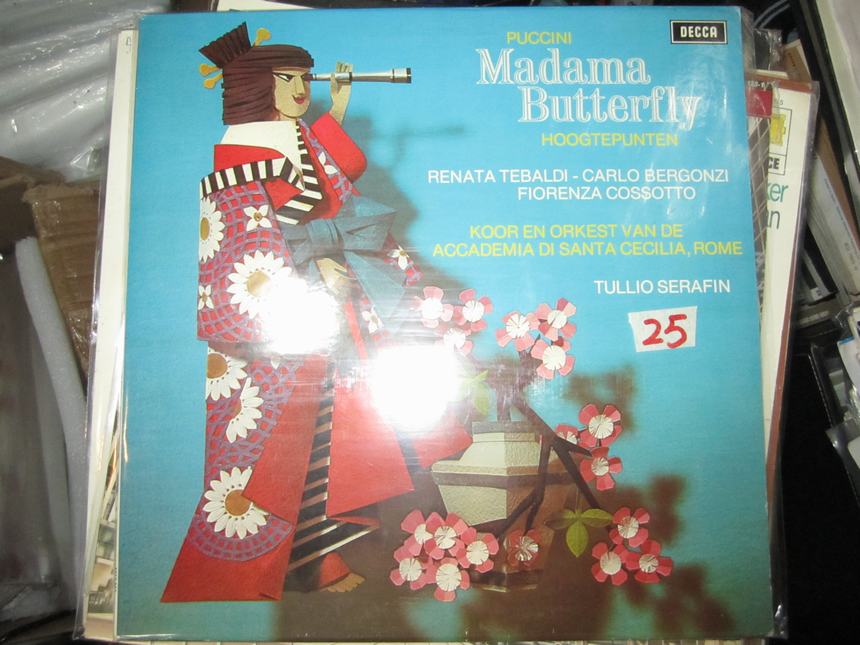 PUCCINI
DECCA
Madama
Butterfly
HOOGTEPUNTEN
RENATA TEBALDI - CARLO BERGONZI
FIORENZA COSSOTTO
KOOR EN ORKEST VAN DE
ACCADEMIA DI SANTA CECILIA, ROME
TULLIO SERAFIN
25